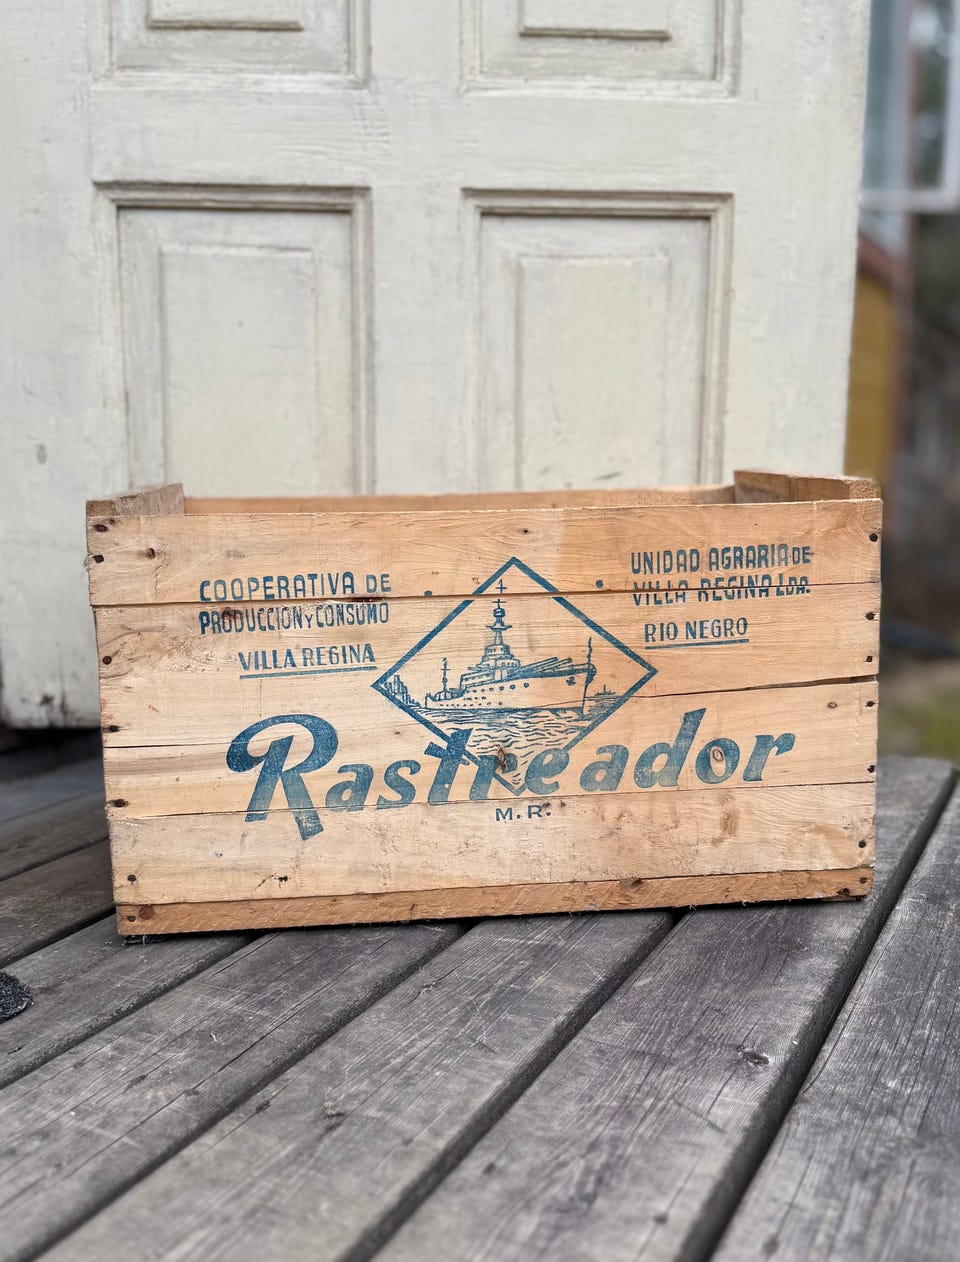 COOPERATIVA DE
PRODUCCION Y CONSUMO
VILLA REGINA
UNIDAD AGRARIA DE
VILLA REGINA LDA.
RIO NEGRO
Rastreador
M.R.